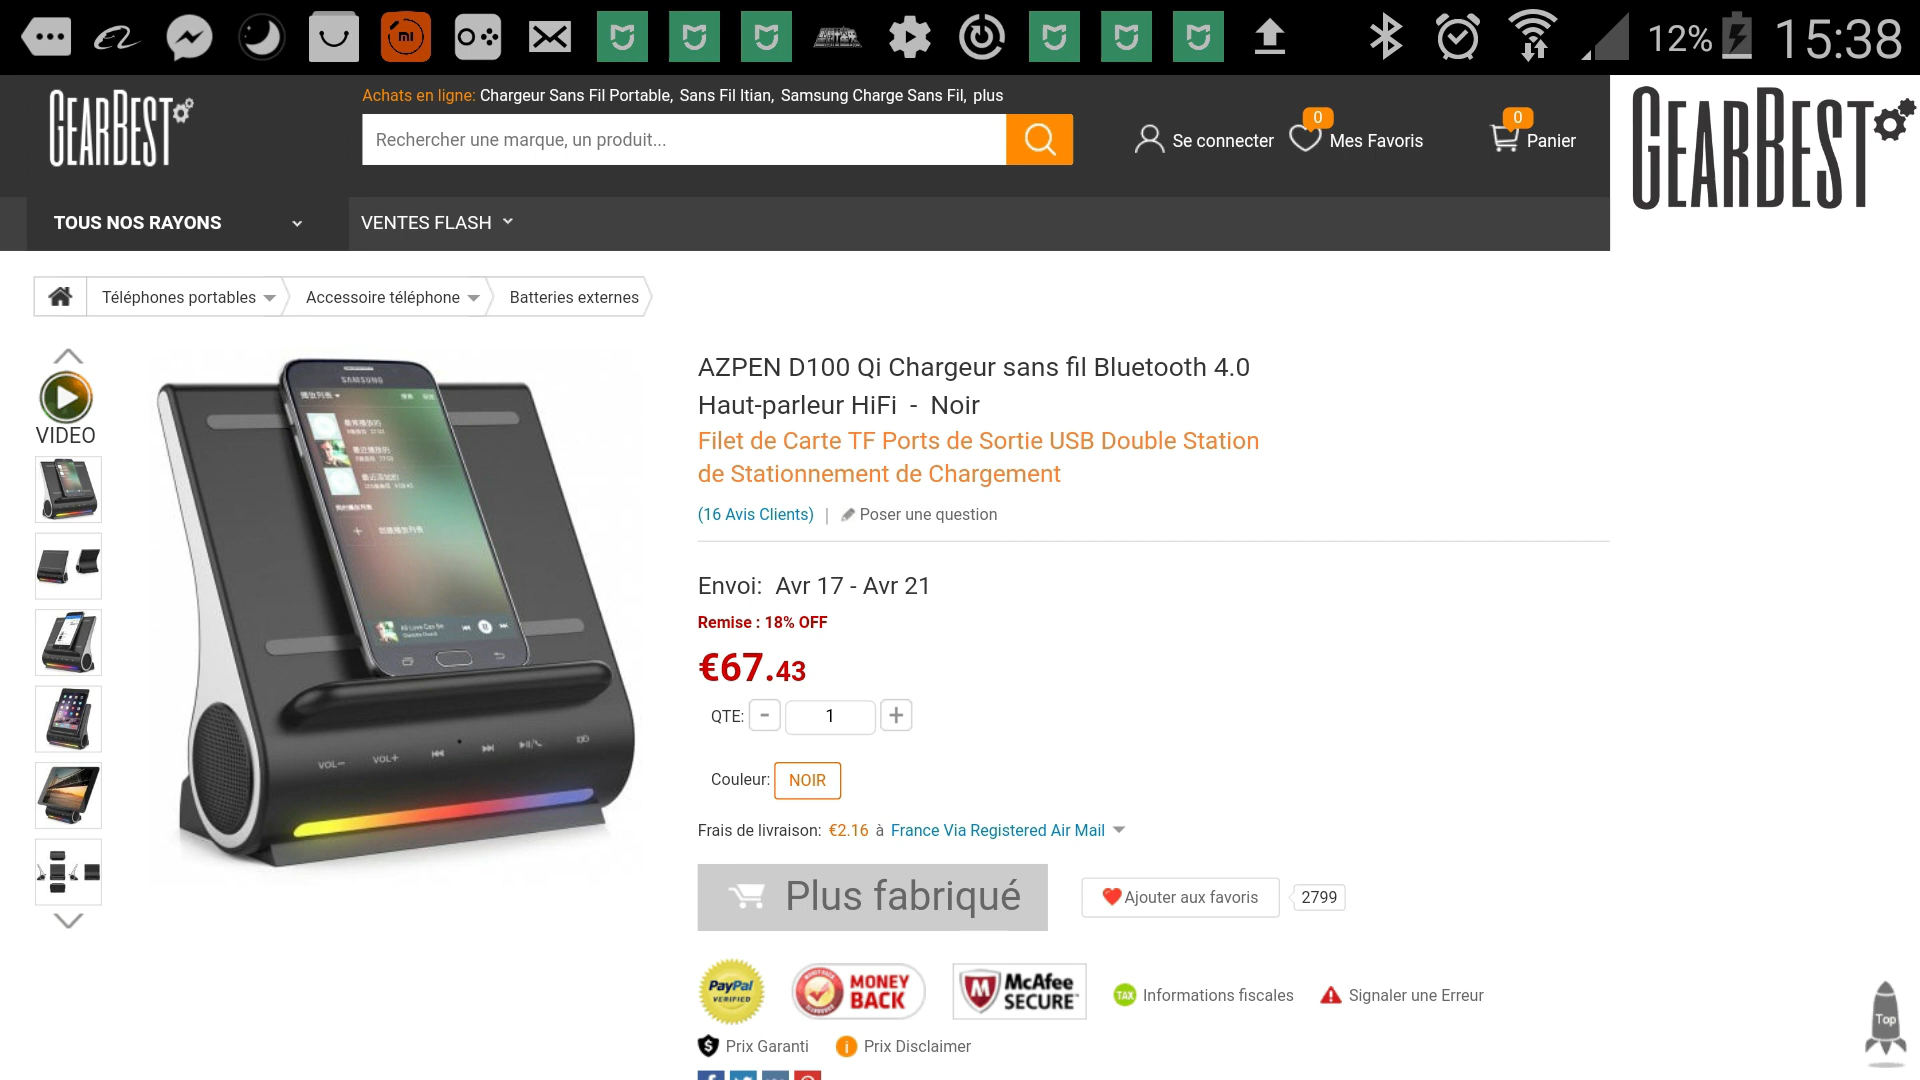 12% 15:38
GEARBEST
Achats en ligne: Chargeur Sans Fil Portable, Sans Fil Itian, Samsung Charge Sans Fil, plus
Rechercher une marque, un produit...
Se connecter
0
Mes Favoris
0
Panier
GEARBEST
TOUS NOS RAYONS
VENTES FLASH
Téléphones portables
Accessoire téléphone
Batteries externes
VIDEO
SAMSUNG
VOL-
VOL+
AZPEN D100 Qi Chargeur sans fil Bluetooth 4.0
Haut-parleur HiFi - Noir
Filet de Carte TF Ports de Sortie USB Double Station
de Stationnement de Chargement
(16 Avis Clients) | Poser une question
Envoi: Avr 17 - Avr 21
Remise : 18% OFF
€67.43
QTE: - 1 +
Couleur: NOIR
Frais de livraison: €2.16 à France Via Registered Air Mail
Plus fabriqué
Ajouter aux favoris
2799
PayPal
VERIFIED
MONEY
BACK
McAfee
SECURE
TAX
Informations fiscales
Signaler une Erreur
Prix Garanti
Prix Disclaimer
Top